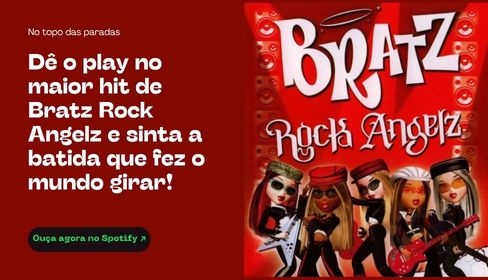 No topo das paradas
Dê o play no
maior hit de
Bratz Rock
Angelz e sinta a
batida que fez o
mundo girar!
Ouça agora no Spotify ↗
BRATZ
Rock Angelz